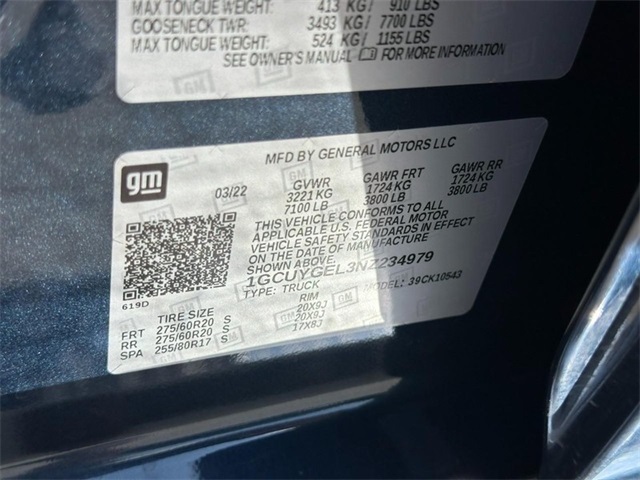 MAX TONGUE WEIGHT: 413 KG/ 910 LBS
GOOSENECK TWR: 3493 KG/ 7700 LBS
MAX TONGUE WEIGHT: 524 KG/ 1155 LBS
SEE OWNER'S MANUAL FOR MORE INFORMATION
gm
MFD BY GENERAL MOTORS LLC
03/22 GVWR GAWR FRT GAWR RR
3221 KG 1724 KG 1724 KG
7100 LB 3800 LB 3800 LB
THIS VEHICLE CONFORMS TO ALL
APPLICABLE U.S. FEDERAL MOTOR
VEHICLE SAFETY STANDARDS IN EFFECT
ON THE DATE OF MANUFACTURE
SHOWN ABOVE.
1GCUYGEL3NZ234979
TYPE: TRUCK MODEL: 39CK10543
619D
TIRE SIZE RIM
FRT 275/60R20 S 20X9J
RR 275/60R20 S 20X9J
SPA 255/80R17 S 17X8J